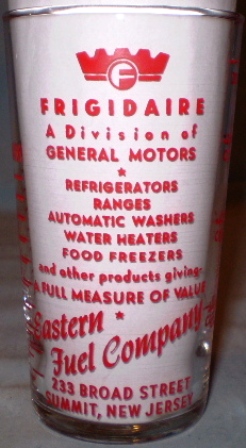 F
FRIGIDAIRE
A Division of
GENERAL MOTORS
REFRIGERATORS
RANGES
AUTOMATIC WASHERS
WATER HEATERS
FOOD FREEZERS
and other products giving
A FULL MEASURE OF VALUE
Eastern
Fuel Company
233 BROAD STREET
SUMMIT, NEW JERSEY